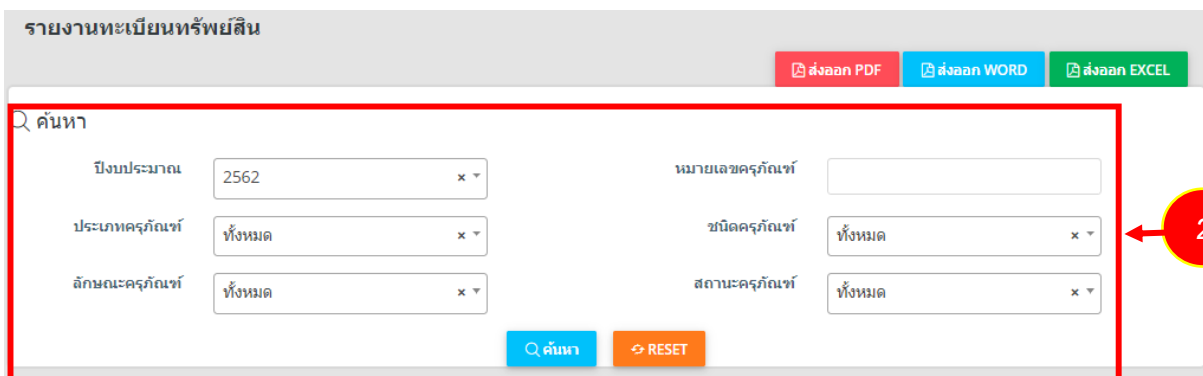 รายงานทะเบียนทรัพย์สิน
ส่งออก PDF ส่งออก WORD ส่งออก EXCEL
ค้นหา
ปีงบประมาณ 2562 × หมายเลขครุภัณฑ์
ประเภทครุภัณฑ์ ทั้งหมด × ชนิดครุภัณฑ์ ทั้งหมด ×
2
ลักษณะครุภัณฑ์ ทั้งหมด × สถานะครุภัณฑ์ ทั้งหมด ×
ค้นหา RESET